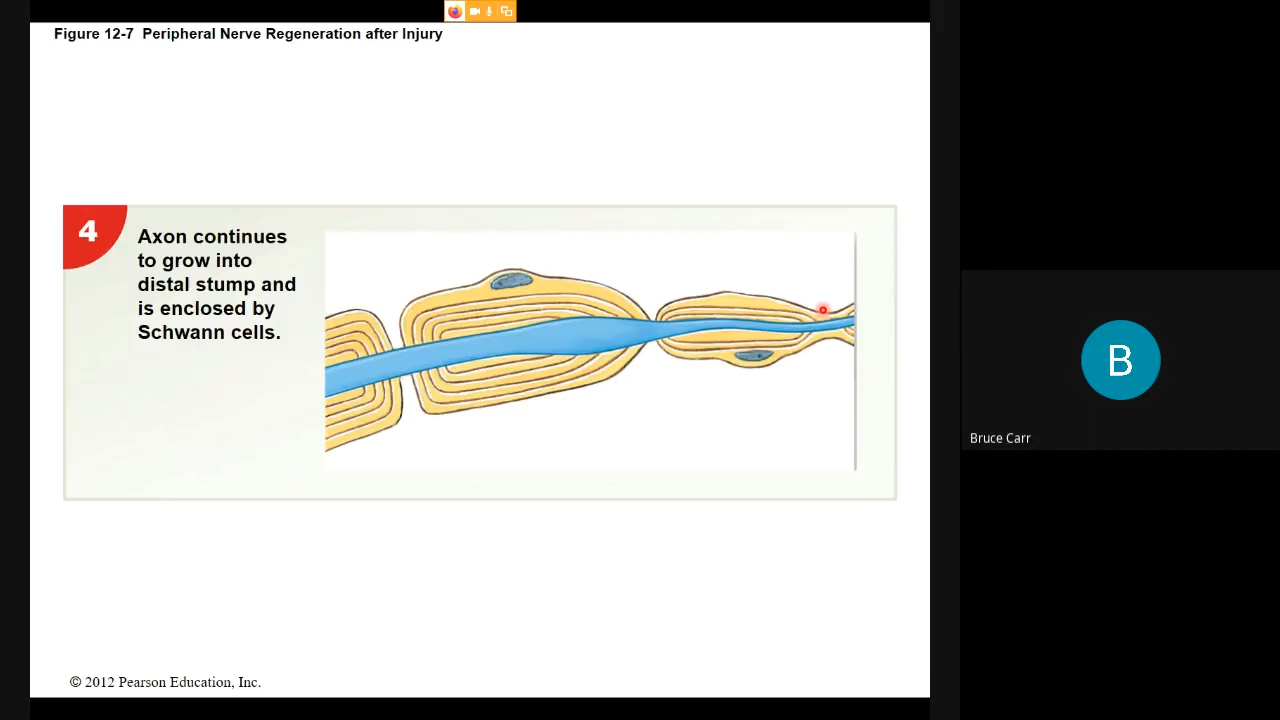 Figure 12-7 Peripheral Nerve Regeneration after Injury
4
Axon continues
to grow into
distal stump and
is enclosed by
Schwann cells.
B
Bruce Carr
© 2012 Pearson Education, Inc.